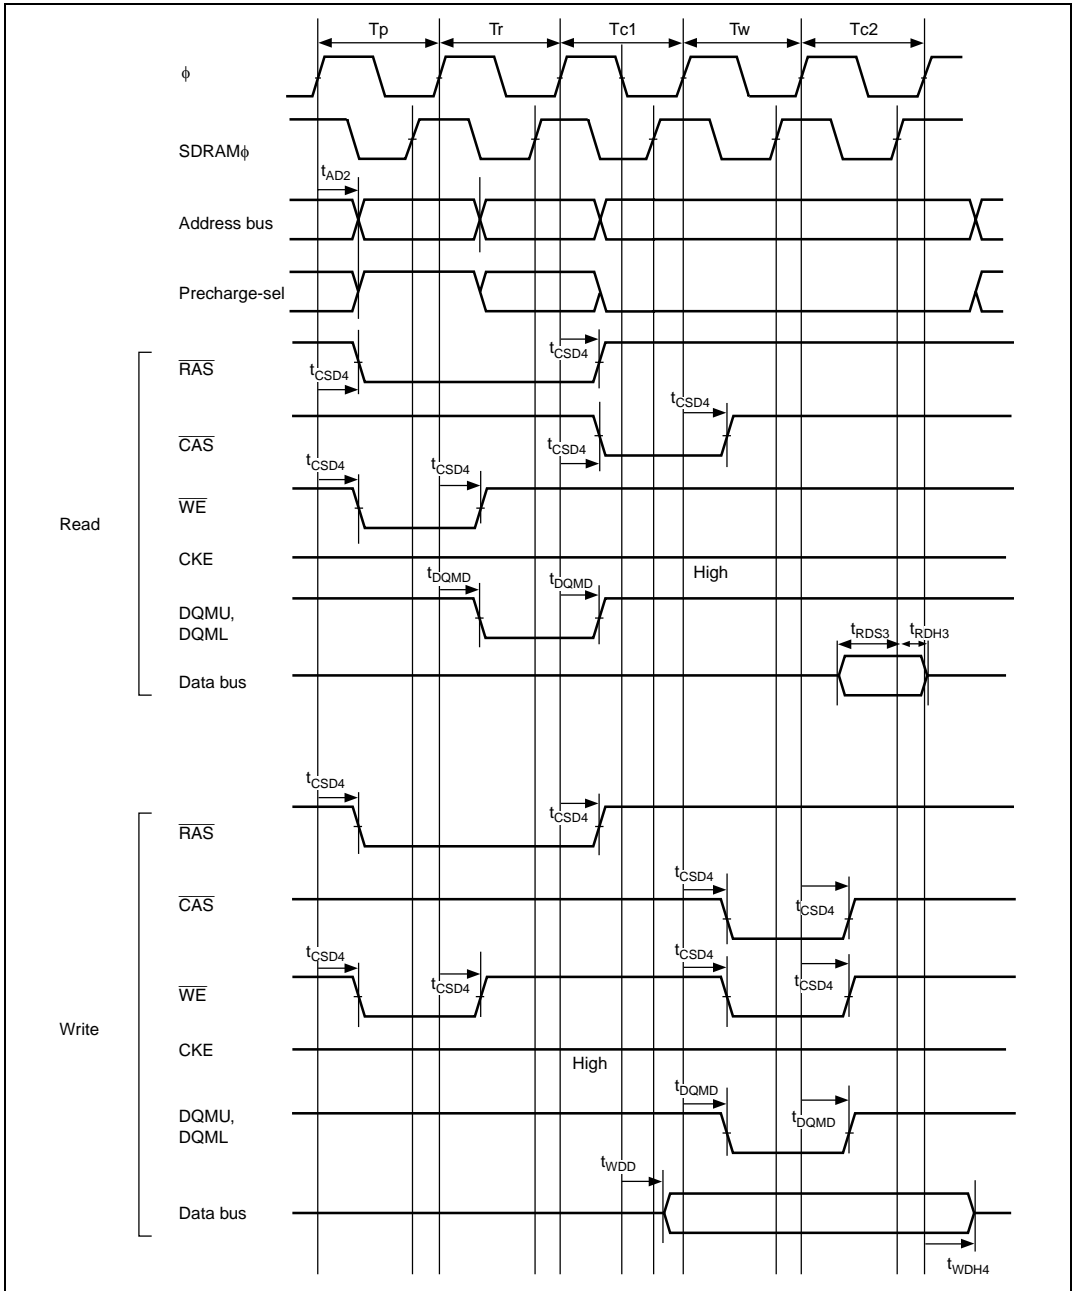 Tp Tr Tc1 Tw Tc2
ϕ
SDRAMϕ
tAD2
Address bus
Precharge-sel
tCSD4
RAS
tCSD4
tCSD4
CAS
tCSD4
tCSD4 tCSD4
WE
Read
CKE
High
tDQMD tDQMD
DQMU,
DQML
tRDS3 tRDH3
Data bus
tCSD4
tCSD4
RAS
tCSD4
CAS
tCSD4
tCSD4 tCSD4
WE
tCSD4 tCSD4
Write
CKE
High
tDQMD
DQMU,
DQML
tDQMD
tWDD
Data bus
tWDH4